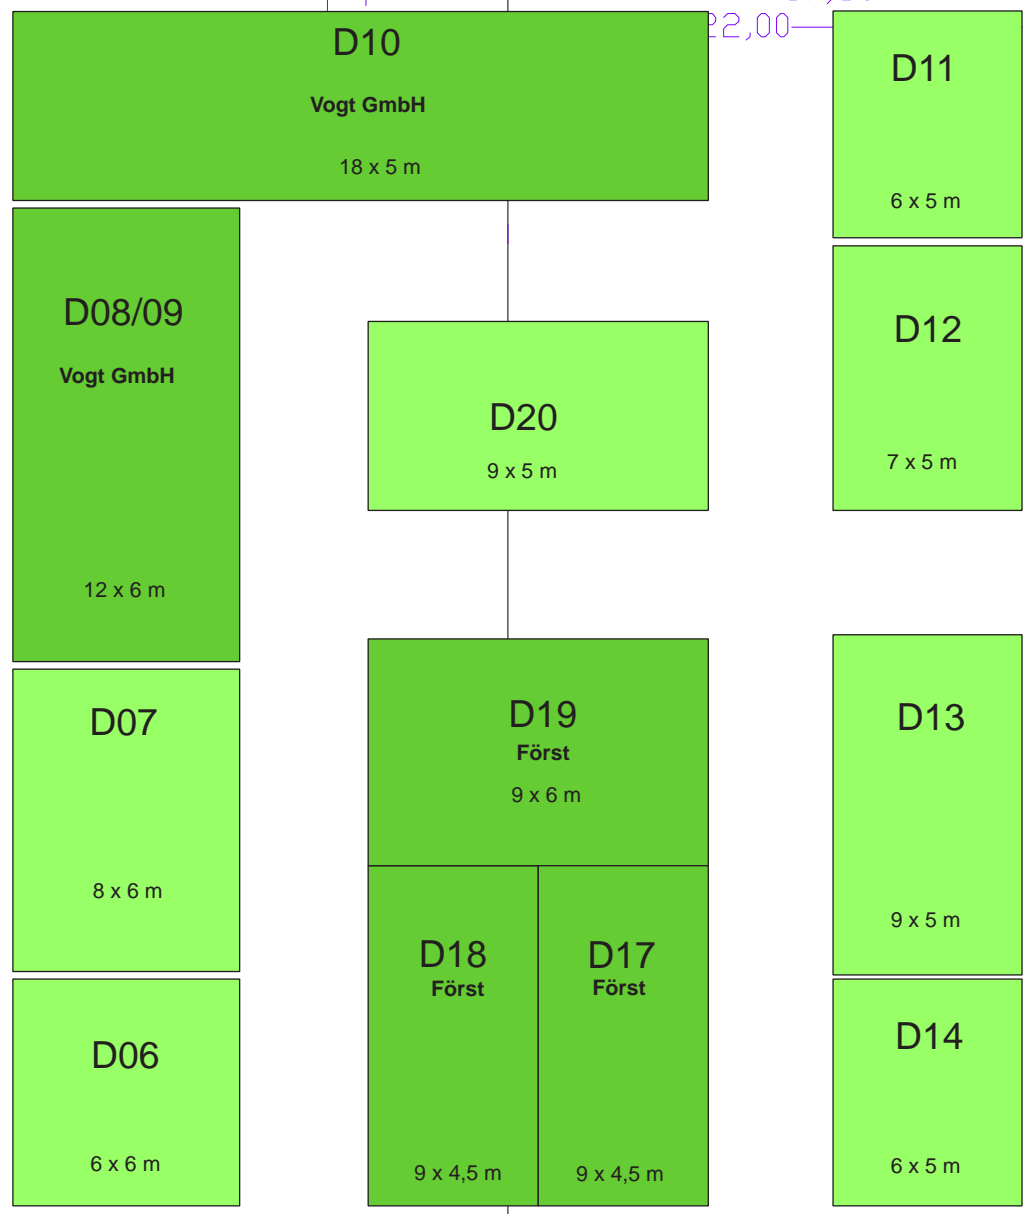 22,00
D10
Vogt GmbH
18 x 5 m
D11
6 x 5 m
D08/09
Vogt GmbH
12 x 6 m
D20
9 x 5 m
D12
7 x 5 m
D07
8 x 6 m
D19
Först
9 x 6 m
D13
9 x 5 m
D18
Först
9 x 4,5 m
D17
Först
9 x 4,5 m
D06
6 x 6 m
D14
6 x 5 m